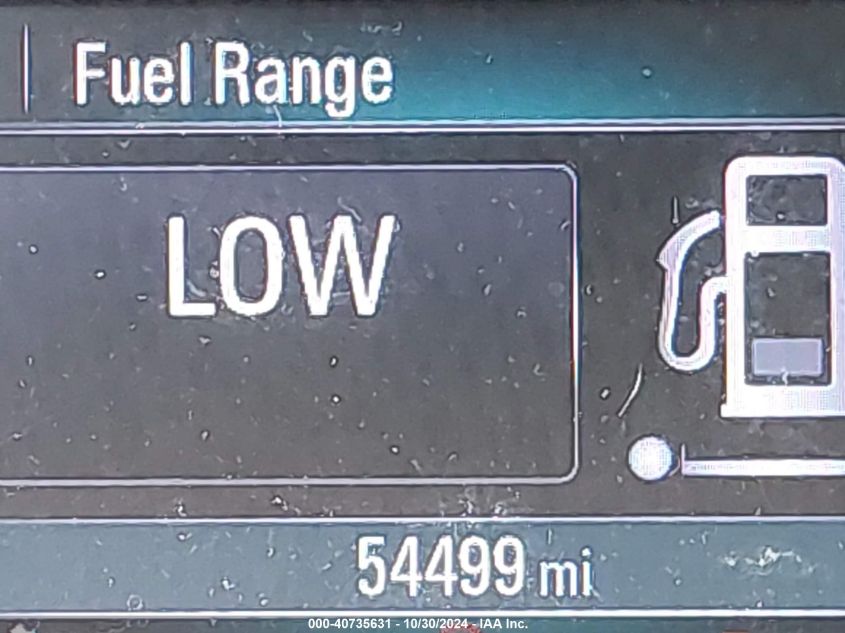 Fuel Range
LOW
54499 mi
000-40735631 - 10/30/2024 - IAA Inc.